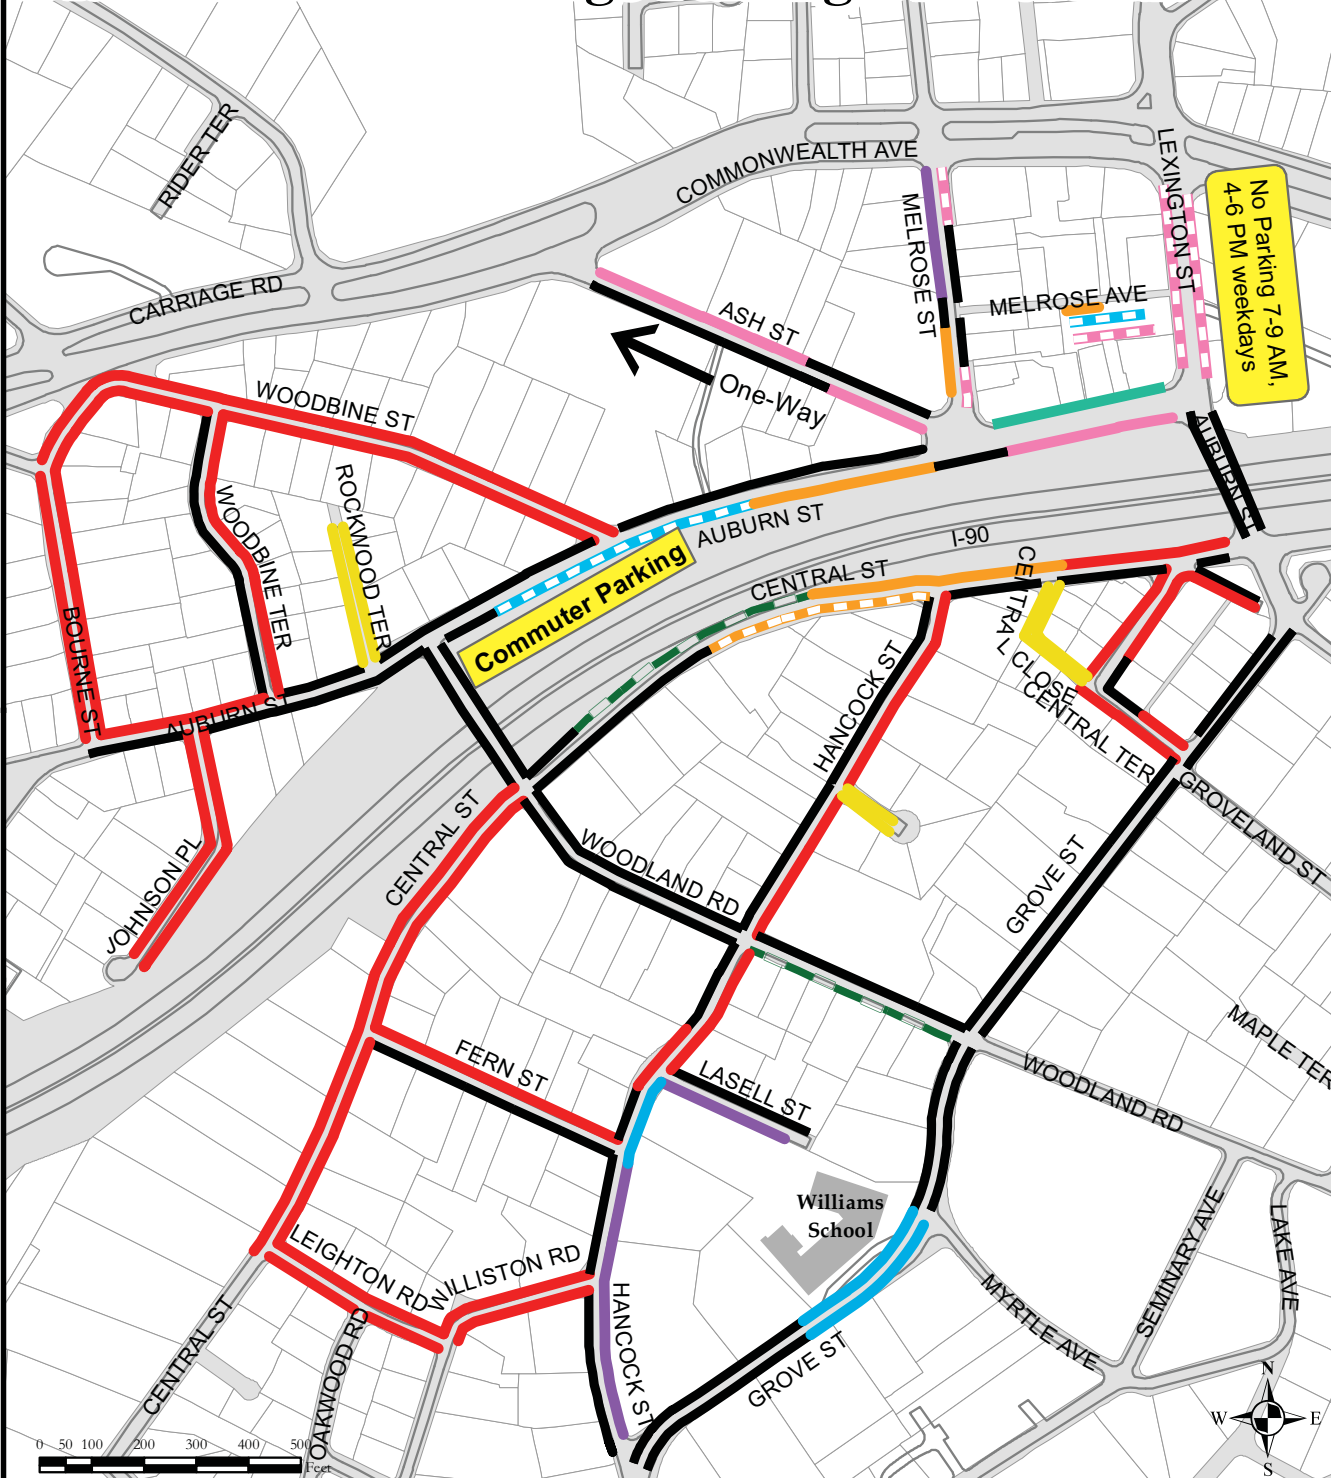 RIDER TER
COMMONWEALTH AVE
LEXINGTON ST
No Parking 7-9 AM,
4-6 PM weekdays
MELROSE ST
CARRIAGE RD
MELROSE AVE
ASH ST
One-Way
WOODBINE ST
AUBURN ST
ROCKWOOD TER
WOODBINE TER
AUBURN ST
I-90
Commuter Parking
CENTRAL ST
CENTRAL CLOSE
BOURNE ST
AUBURN ST
HANCOCK ST
CENTRAL TER
GROVELAND ST
CENTRAL ST
WOODLAND RD
JOHNSON PL
GROVE ST
MAPLE TER
FERN ST
LASELL ST
WOODLAND RD
Williams
School
LEIGHTON RD
WILLISTON RD
SEMINARY AVE
LAKE AVE
HANCOCK ST
MYRTLE AVE
CENTRAL ST
OAKWOOD RD
GROVE ST
N
W E
S
0 50 100 200 300 400 500
Feet